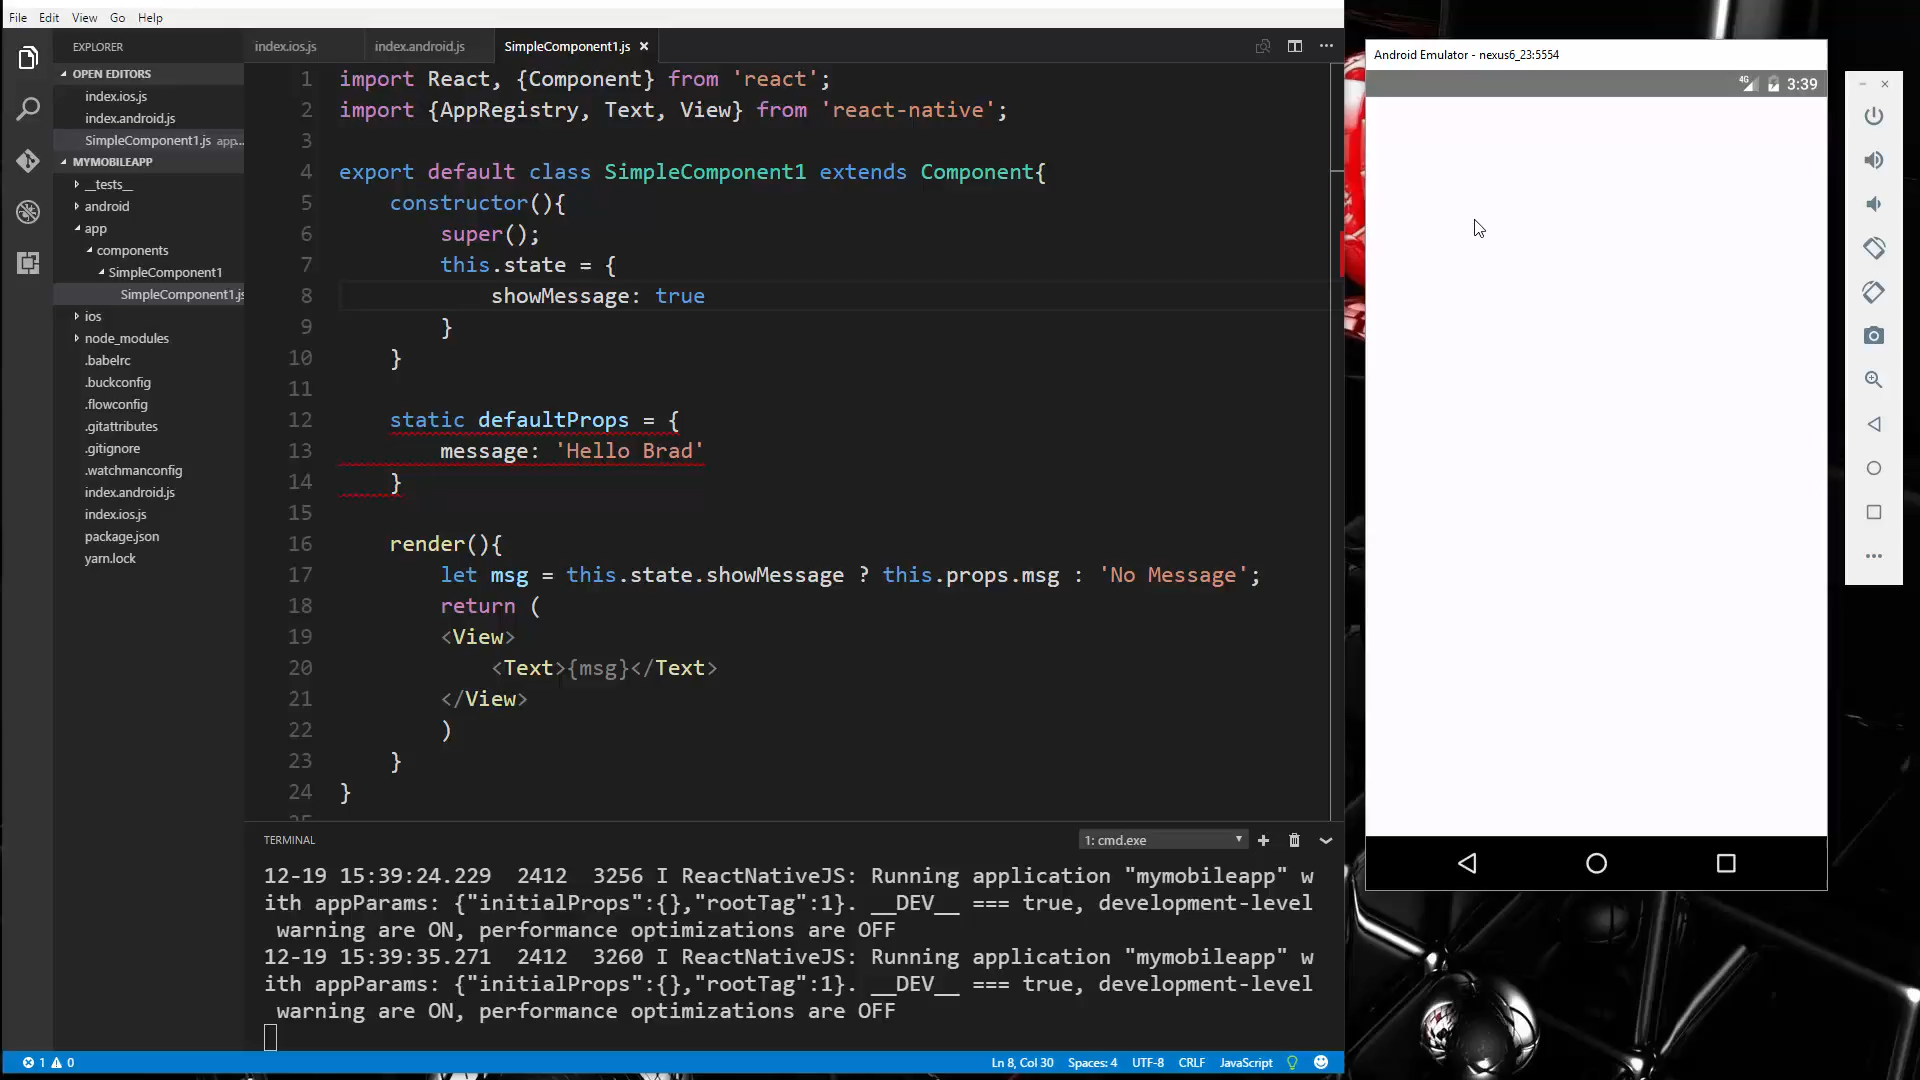 File Edit View Go Help
EXPLORER
OPEN EDITORS
index.ios.js
index.android.js
SimpleComponent1.js app...
MYMOBILEAPP
__tests__
android
app
components
SimpleComponent1
SimpleComponent1.js
ios
node_modules
.babelrc
.buckconfig
.flowconfig
.gitattributes
.gitignore
.watchmanconfig
index.android.js
index.ios.js
package.json
yarn.lock
index.ios.js index.android.js SimpleComponent1.js
1 import React, {Component} from 'react';
2 import {AppRegistry, Text, View} from 'react-native';
3
4 export default class SimpleComponent1 extends Component{
5 constructor(){
6 super();
7 this.state = {
8 showMessage: true
9 }
10 }
11
12 static defaultProps = {
13 message: 'Hello Brad'
14 }
15
16 render(){
17 let msg = this.state.showMessage ? this.props.msg : 'No Message';
18 return (
19 <View>
20 <Text>{msg}</Text>
21 </View>
22 )
23 }
24 }
25
TERMINAL
1: cmd.exe
12-19 15:39:24.229 2412 3256 I ReactNativeJS: Running application "mymobileapp" w
ith appParams: {"initialProps":{},"rootTag":1}. __DEV__ === true, development-level
warning are ON, performance optimizations are OFF
12-19 15:39:35.271 2412 3260 I ReactNativeJS: Running application "mymobileapp" w
ith appParams: {"initialProps":{},"rootTag":1}. __DEV__ === true, development-level
warning are ON, performance optimizations are OFF
1 0 Ln 8, Col 30 Spaces: 4 UTF-8 CRLF JavaScript
Android Emulator - nexus6_23:5554
4G 3:39